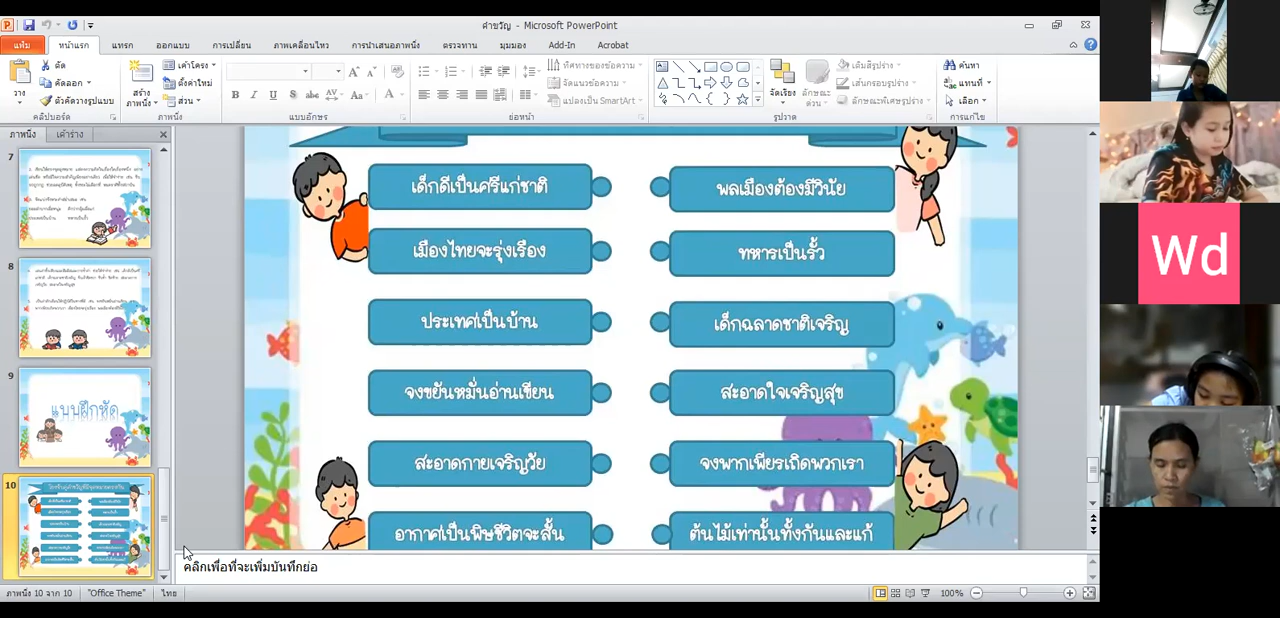 คำขวัญ - Microsoft PowerPoint
แฟ้ม หน้าแรก แทรก ออกแบบ การเปลี่ยน ภาพเคลื่อนไหว การนำเสนอภาพนิ่ง ตรวจทาน มุมมอง Add-In Acrobat
วาง
ตัด
คัดลอก
ตัวคัดวางรูปแบบ
คลิปบอร์ด
สร้าง
ภาพนิ่ง
เค้าโครง
ตั้งค่าใหม่
ส่วน
ภาพนิ่ง
แบบอักษร
ทิศทางของข้อความ
จัดแนวข้อความ
แปลงเป็น SmartArt
ย่อหน้า
จัดเรียง
ลักษณะ
ด่วน
เติมสีรูปร่าง
เส้นกรอบรูปร่าง
ลักษณะพิเศษรูปร่าง
รูปวาด
ค้นหา
แทนที่
เลือก
การแก้ไข
ภาพนิ่ง เค้าร่าง
7
8
9
แบบฝึกหัด
10
เด็กดีเป็นศรีแก่ชาติ
พลเมืองต้องมีวินัย
เมืองไทยจะรุ่งเรือง
ทหารเป็นรั้ว
ประเทศเป็นบ้าน
เด็กฉลาดชาติเจริญ
จงขยันหมั่นอ่านเขียน
สะอาดใจเจริญสุข
สะอาดกายเจริญวัย
จงพากเพียรเถิดพวกเรา
อากาศเป็นพิษชีวิตจะสั้น
ต้นไม้เท่านั้นทั้งกันและแก้
คลิกเพื่อที่จะเพิ่มบันทึกย่อ
ภาพนิ่ง 10 จาก 10 "Office Theme" ไทย 100%
Wd